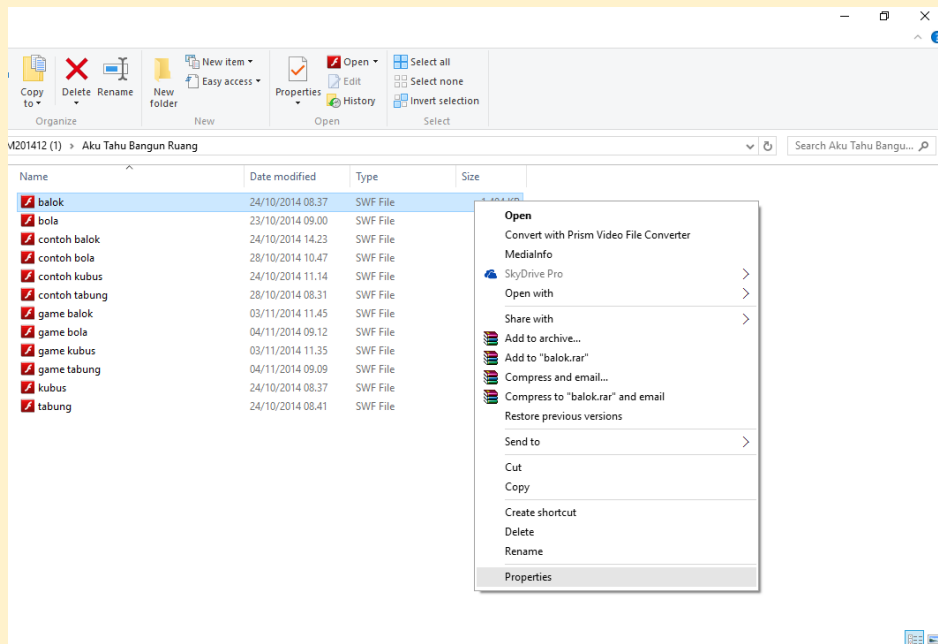 Copy to
Delete
Rename
New folder
New item
Easy access
Properties
Open
Edit
History
Select all
Select none
Invert selection
Organize
New
Open
Select
M201412 (1) > Aku Tahu Bangun Ruang
Search Aku Tahu Bangu...
Name Date modified Type Size
balok 24/10/2014 08.37 SWF File
bola 23/10/2014 09.00 SWF File
contoh balok 24/10/2014 14.23 SWF File
contoh bola 28/10/2014 10.47 SWF File
contoh kubus 24/10/2014 11.14 SWF File
contoh tabung 28/10/2014 08.31 SWF File
game balok 03/11/2014 11.45 SWF File
game bola 04/11/2014 09.12 SWF File
game kubus 03/11/2014 11.35 SWF File
game tabung 04/11/2014 09.09 SWF File
kubus 24/10/2014 08.37 SWF File
tabung 24/10/2014 08.41 SWF File
Open
Convert with Prism Video File Converter
MediaInfo
SkyDrive Pro
Open with
Share with
Add to archive...
Add to "balok.rar"
Compress and email...
Compress to "balok.rar" and email
Restore previous versions
Send to
Cut
Copy
Create shortcut
Delete
Rename
Properties